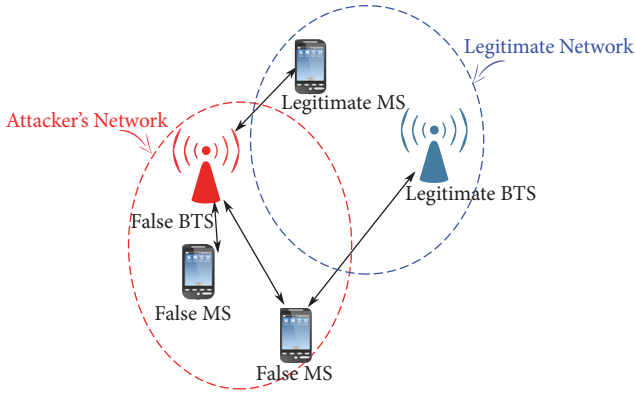 Legitimate Network
Legitimate MS
Attacker's Network
Legitimate BTS
False BTS
False MS
False MS